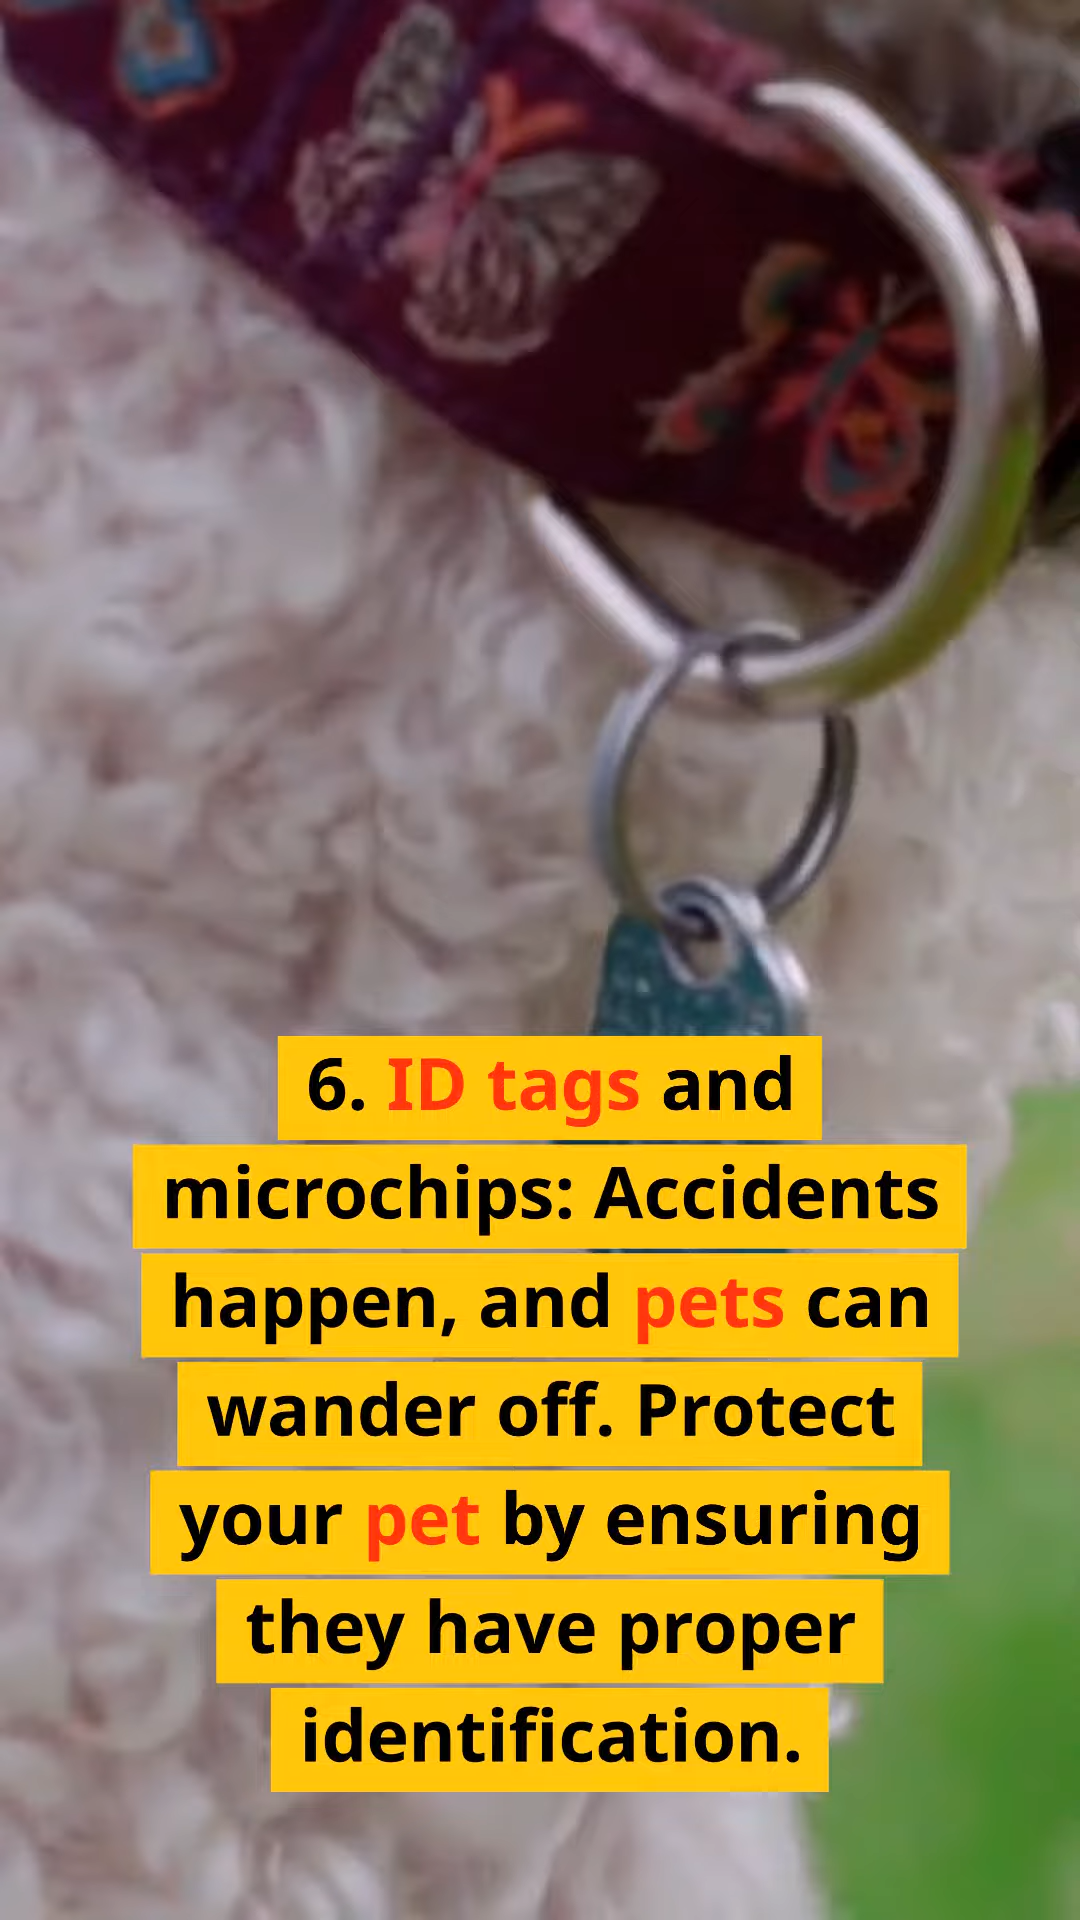 6. ID tags and
microchips: Accidents
happen, and pets can
wander off. Protect
your pet by ensuring
they have proper
identification.